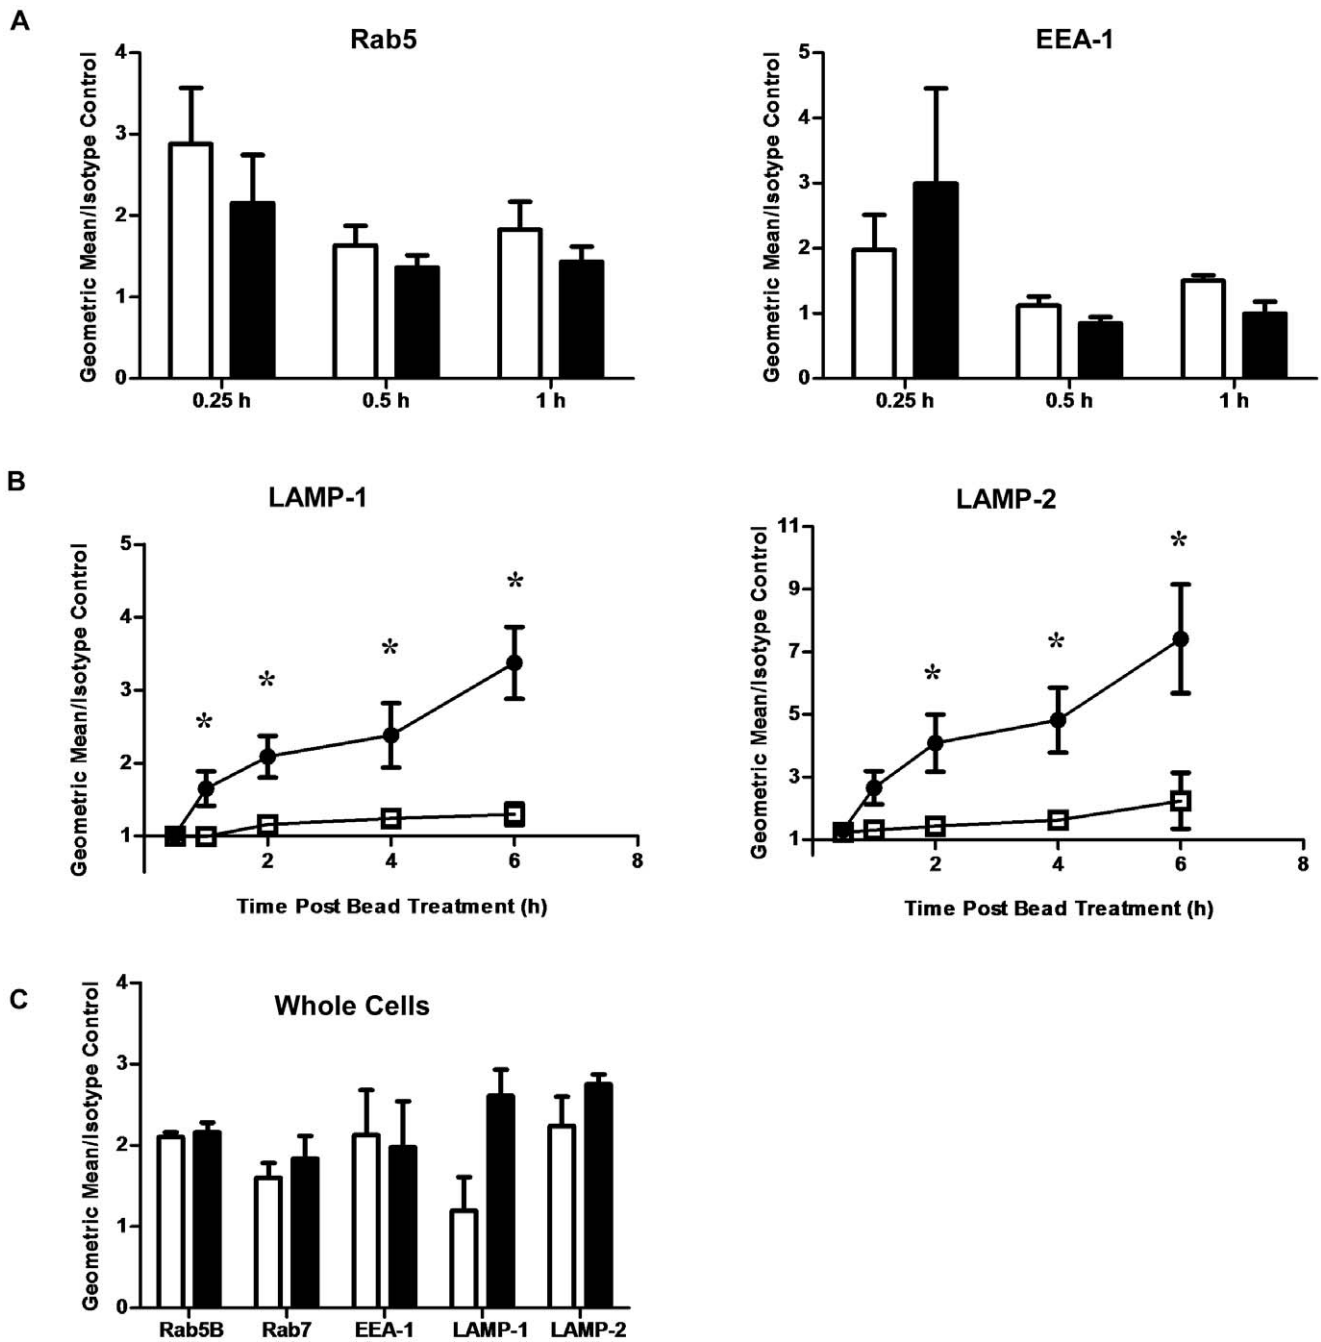 A
Rab5
Geometric Mean/Isotype Control
4
3
2
1
0
0.25 h 0.5 h 1 h
EEA-1
Geometric Mean/Isotype Control
5
4
3
2
1
0
0.25 h 0.5 h 1 h
B
LAMP-1
Geometric Mean/Isotype Control
5
4
3
2
1
* * * *
2 4 6 8
Time Post Bead Treatment (h)
LAMP-2
Geometric Mean/Isotype Control
11
9
7
5
3
1
* * *
2 4 6 8
Time Post Bead Treatment (h)
C
Whole Cells
Geometric Mean/Isotype Control
4
3
2
1
0
Rab5B Rab7 EEA-1 LAMP-1 LAMP-2